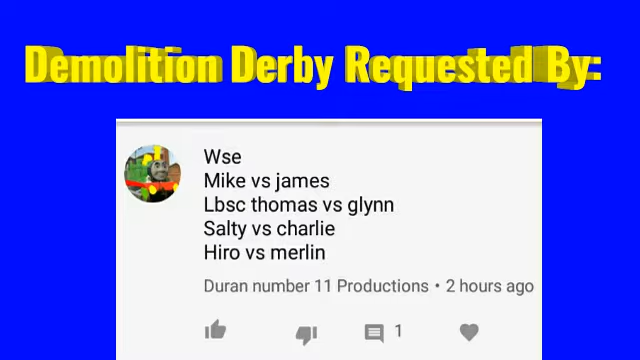 Demolition Derby Requested By:
Wse
Mike vs james
Lbsc thomas vs glynn
Salty vs charlie
Hiro vs merlin
Duran number 11 Productions • 2 hours ago
1